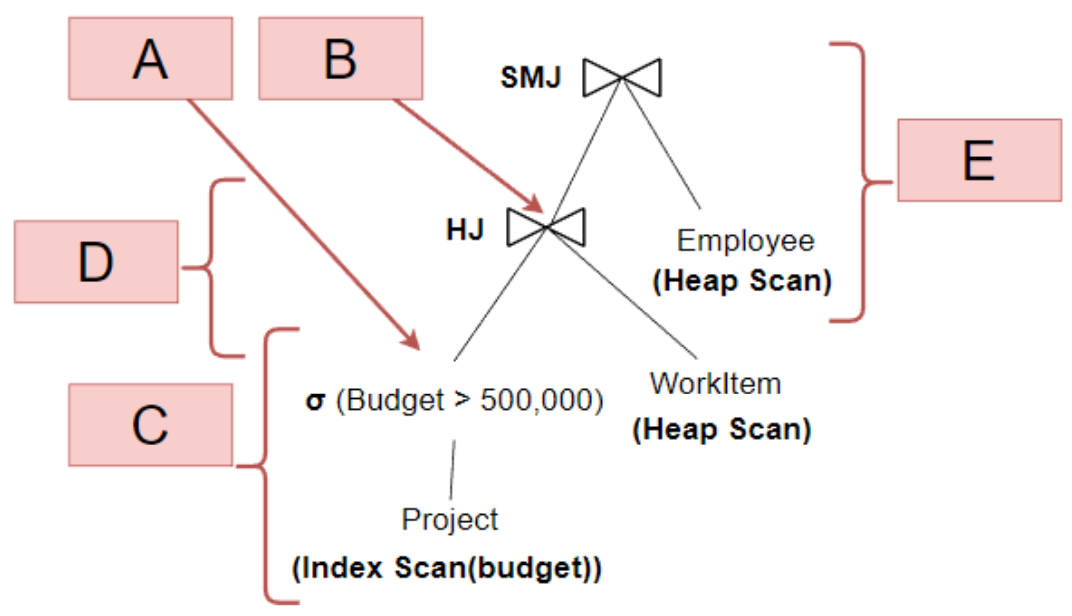 A
B
SMJ
E
HJ
D
Employee
(Heap Scan)
C
σ (Budget > 500,000)
WorkItem
(Heap Scan)
Project
(Index Scan(budget))